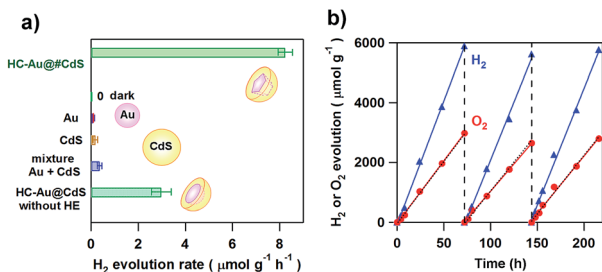 a)
HC-Au@#CdS
0 dark
Au
Au
CdS
CdS
mixture
Au + CdS
HC-Au@CdS
without HE
0 2 4 6 8
H₂ evolution rate ( μmol g⁻¹ h⁻¹ )
b)
H₂ or O₂ evolution ( μmol g⁻¹)
6000
4000
2000
0
H₂
O₂
0 50 100 150 200
Time (h)